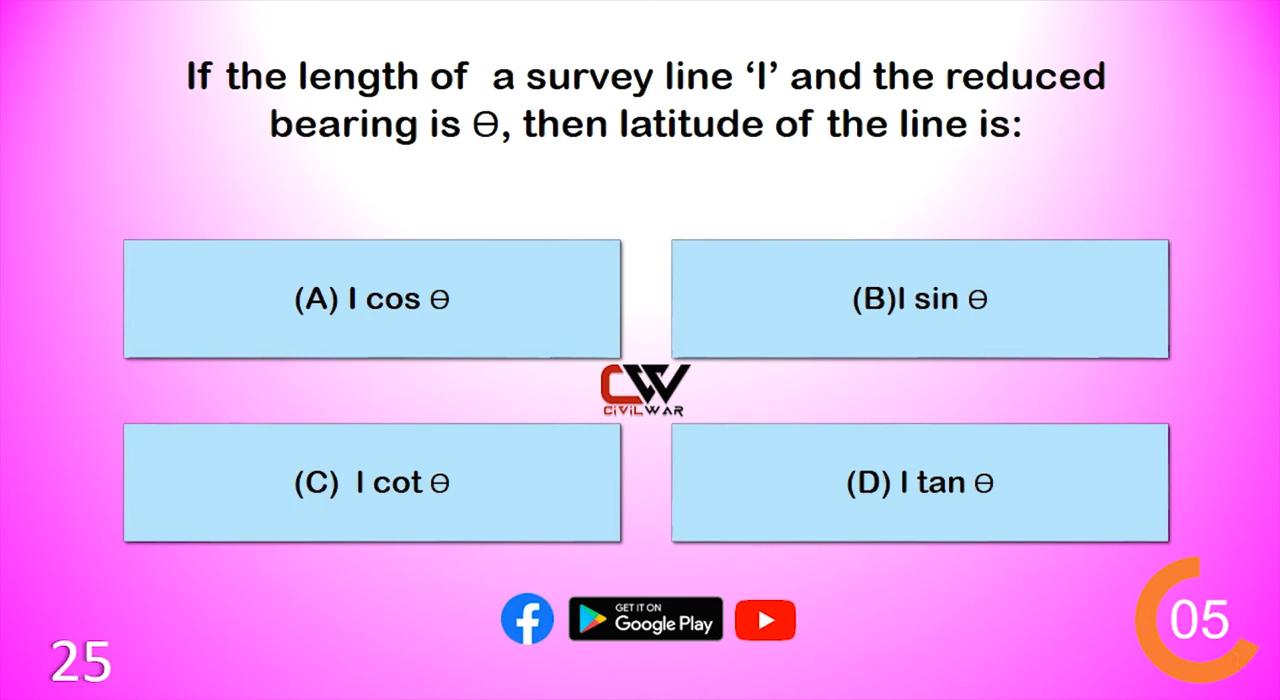 If the length of a survey line ‘l’ and the reduced
bearing is ϴ, then latitude of the line is:
(A) l cos ϴ
(B)l sin ϴ
CW
CiViLWAR
(C) l cot ϴ
(D) l tan ϴ
GET IT ON
Google Play
05
25